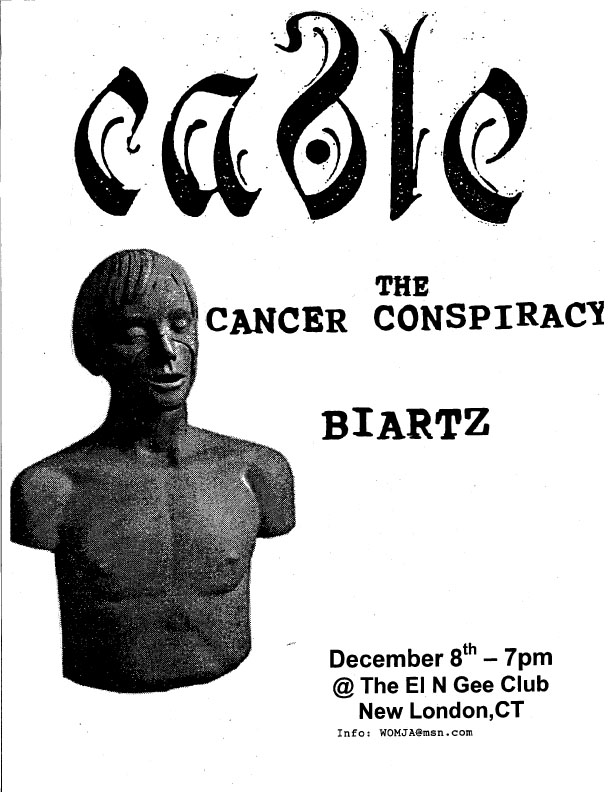 cable
THE
CANCER CONSPIRACY
BIARTZ
December 8th – 7pm
@ The El N Gee Club
New London,CT
Info: WOMJA@msn.com